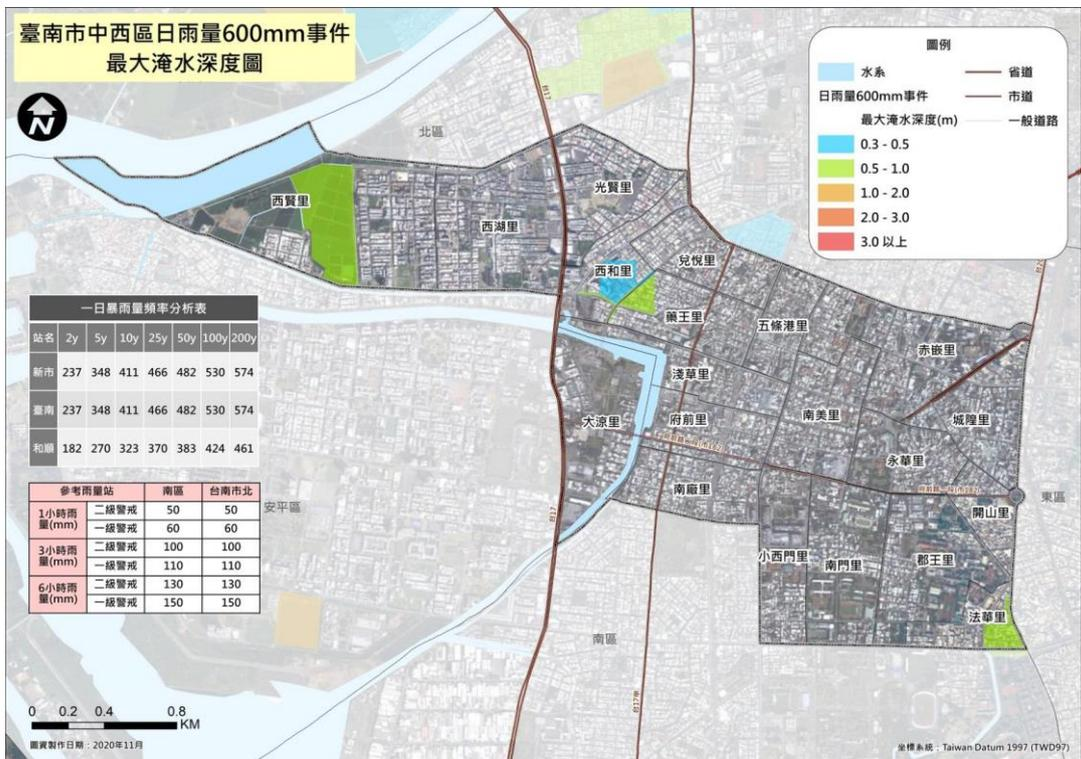 臺南市中西區日雨量600mm事件
最大淹水深度圖
N
圖例
水系
省道
日雨量600mm事件
市道
最大淹水深度(m)
一般道路
0.3 - 0.5
0.5 - 1.0
1.0 - 2.0
2.0 - 3.0
3.0 以上
台17
北區
西賢里
西湖里
光賢里
西和里
兌悅里
藥王里
五條港里
赤嵌里
淺草里
大涼里
府前里
南美里
城隍里
永華里
南廠里
開山里
東區
小西門里
南門里
郡王里
法華里
安平區
南區
台17
台17甲
一日暴雨量頻率分析表
站名 2y 5y 10y 25y 50y 100y 200y
新市 237 348 411 466 482 530 574
臺南 237 348 411 466 482 530 574
和順 182 270 323 370 383 424 461
參考雨量站 南區 台南市北
1小時雨量(mm) 二級警戒 50 50
一級警戒 60 60
3小時雨量(mm) 二級警戒 100 100
一級警戒 110 110
6小時雨量(mm) 二級警戒 130 130
一級警戒 150 150
0 0.2 0.4 0.8
KM
圖資製作日期：2020年11月
坐標系統：Taiwan Datum 1997 (TWD97)